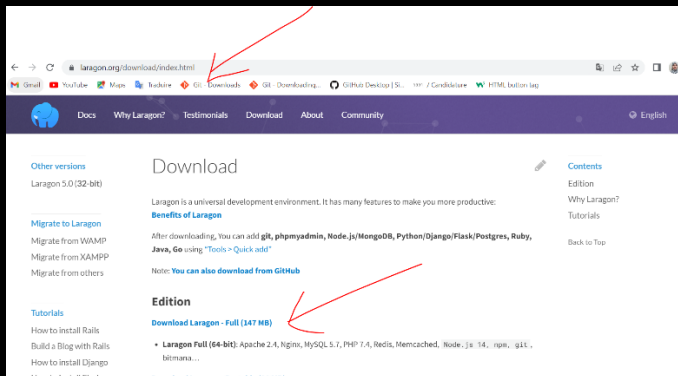 laragon.org/download/index.html
Gmail YouTube Maps Traduire Git - Downloads Git - Downloading... GitHub Desktop | Si... / Candidature HTML button tag
Docs Why Laragon? Testimonials Download About Community English
Other versions
Laragon 5.0 (32-bit)
Migrate to Laragon
Migrate from WAMP
Migrate from XAMPP
Migrate from others
Tutorials
How to install Rails
Build a Blog with Rails
How to install Django
Download
Laragon is a universal development environment. It has many features to make you more productive:
Benefits of Laragon
After downloading, You can add git, phpmyadmin, Node.js/MongoDB, Python/Django/Flask/Postgres, Ruby,
Java, Go using "Tools > Quick add"
Note: You can also download from GitHub
Edition
Download Laragon - Full (147 MB)
• Laragon Full (64-bit): Apache 2.4, Nginx, MySQL 5.7, PHP 7.4, Redis, Memcached, Node.js 14, npm, git,
bitmana...
Contents
Edition
Why Laragon?
Tutorials
Back to Top